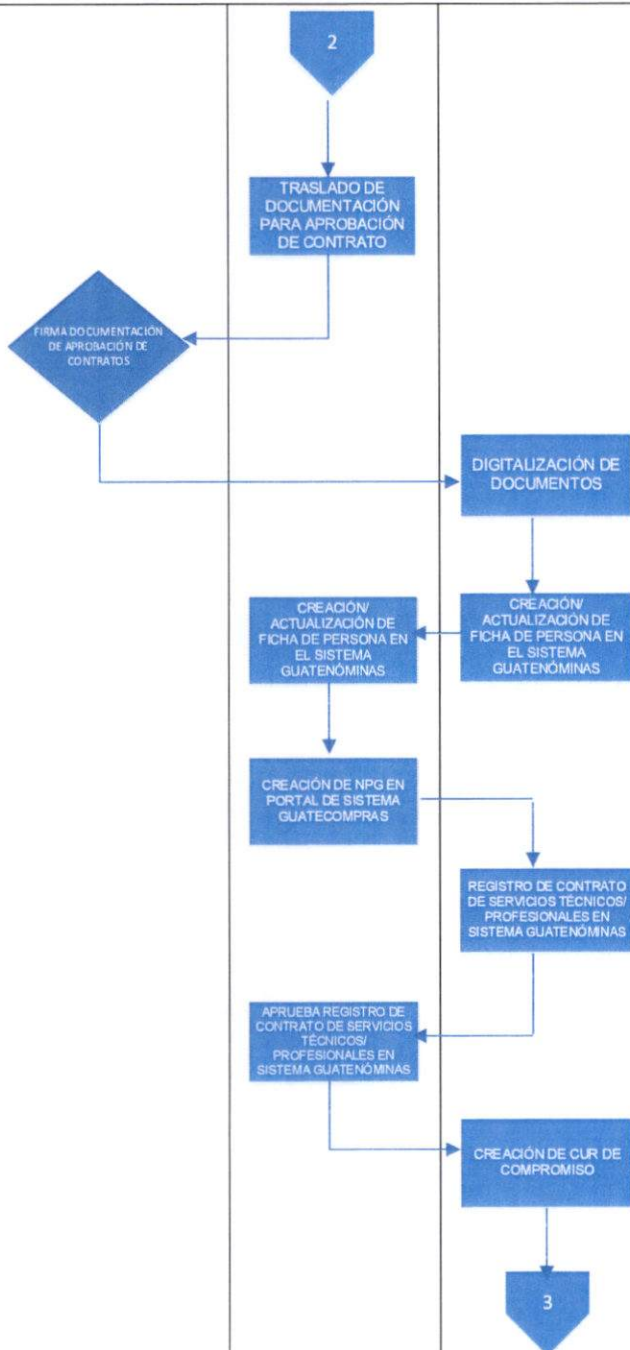 2
TRASLADO DE
DOCUMENTACIÓN
PARA APROBACIÓN
DE CONTRATO
FIRMA DOCUMENTACIÓN
DE APROBACIÓN DE
CONTRATOS
DIGITALIZACIÓN DE
DOCUMENTOS
CREACIÓN/
ACTUALIZACIÓN DE
FICHA DE PERSONA EN
EL SISTEMA
GUATENÓMINAS
CREACIÓN/
ACTUALIZACIÓN DE
FICHA DE PERSONA EN
EL SISTEMA
GUATENÓMINAS
CREACIÓN DE NPG EN
PORTAL DE SISTEMA
GUATECOMPRAS
REGISTRO DE CONTRATO
DE SERVICIOS TÉCNICOS/
PROFESIONALES EN
SISTEMA GUATENÓMINAS
APRUEBA REGISTRO DE
CONTRATO DE SERVICIOS
TÉCNICOS/
PROFESIONALES EN
SISTEMA GUATENÓMINAS
CREACIÓN DE CUR DE
COMPROMISO
3